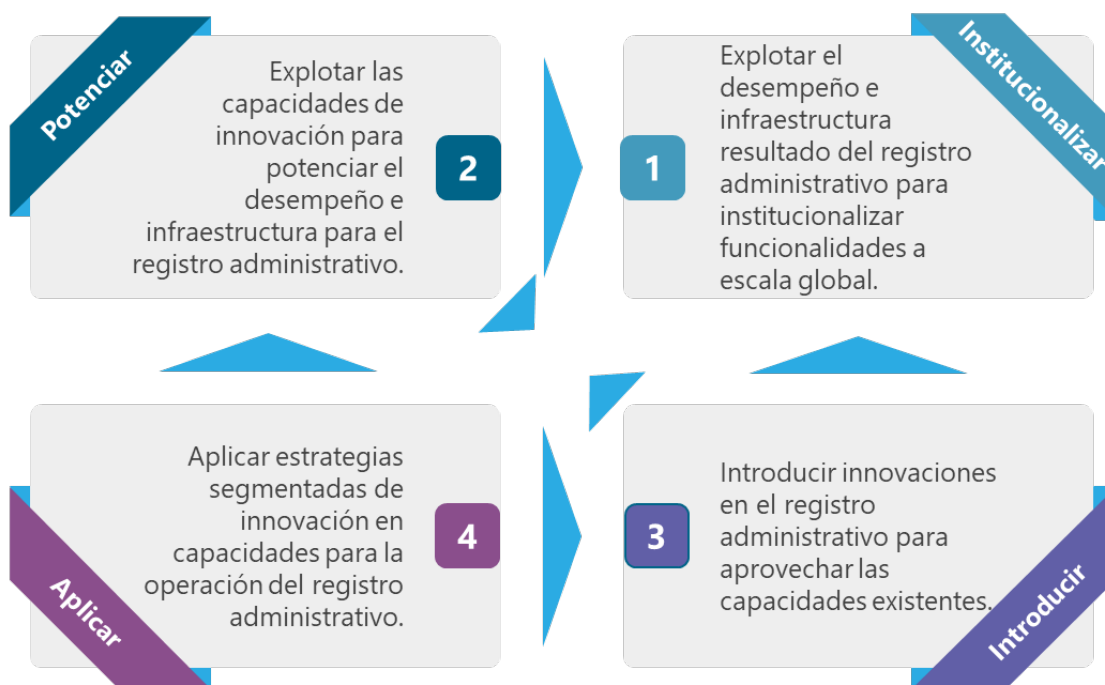 Potenciar
Explotar las
capacidades de
innovación para
potenciar el
desempeño e
infraestructura para el
registro administrativo.
2
1
Explotar el
desempeño e
infraestructura
resultado del registro
administrativo para
institucionalizar
funcionalidades a
escala global.
Institucionalizar
Aplicar
Aplicar estrategias
segmentadas de
innovación en
capacidades para la
operación del registro
administrativo.
4
3
Introducir innovaciones
en el registro
administrativo para
aprovechar las
capacidades existentes.
Introducir